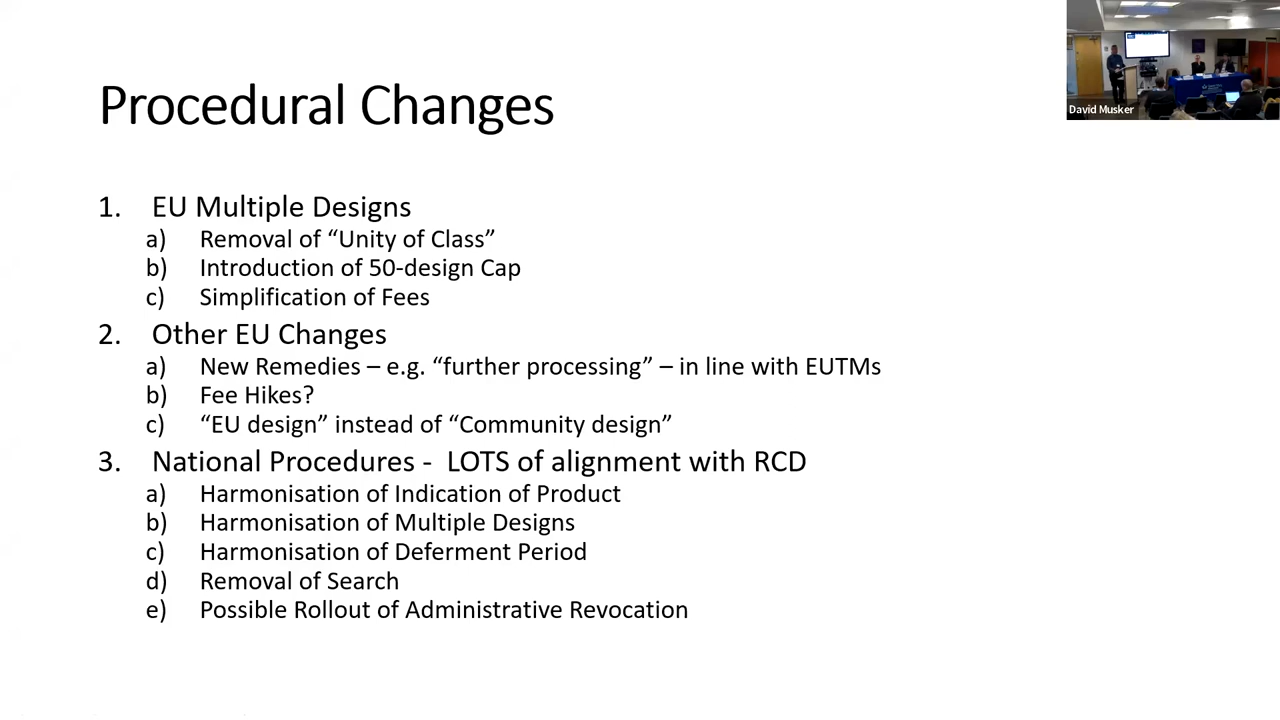 Procedural Changes
David Musker
1. EU Multiple Designs
a) Removal of “Unity of Class”
b) Introduction of 50-design Cap
c) Simplification of Fees
2. Other EU Changes
a) New Remedies – e.g. “further processing” – in line with EUTMs
b) Fee Hikes?
c) “EU design” instead of “Community design”
3. National Procedures - LOTS of alignment with RCD
a) Harmonisation of Indication of Product
b) Harmonisation of Multiple Designs
c) Harmonisation of Deferment Period
d) Removal of Search
e) Possible Rollout of Administrative Revocation